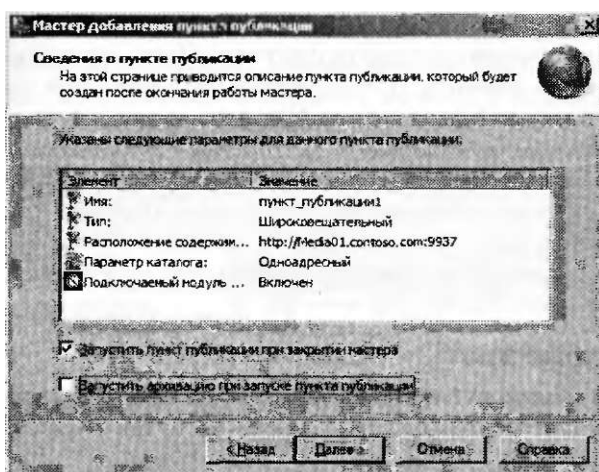 Мастер добавления пункта публикации
Сведения о пункте публикации
На этой странице приводится описание пункта публикации, который будет
создан после окончания работы мастера.
Указаны следующие параметры для данного пункта публикации:
Элемент Значение
Имя: пункт_публикации1
Тип: Широковещательный
Расположение содержим... http://Media01.contoso.com:9937
Параметр каталога: Одноадресный
Подключаемый модуль ... Включен
Запустить пункт публикации при закрытии мастера
Запустить архивацию при запуске пункта публикации
< Назад Далее > Отмена Справка